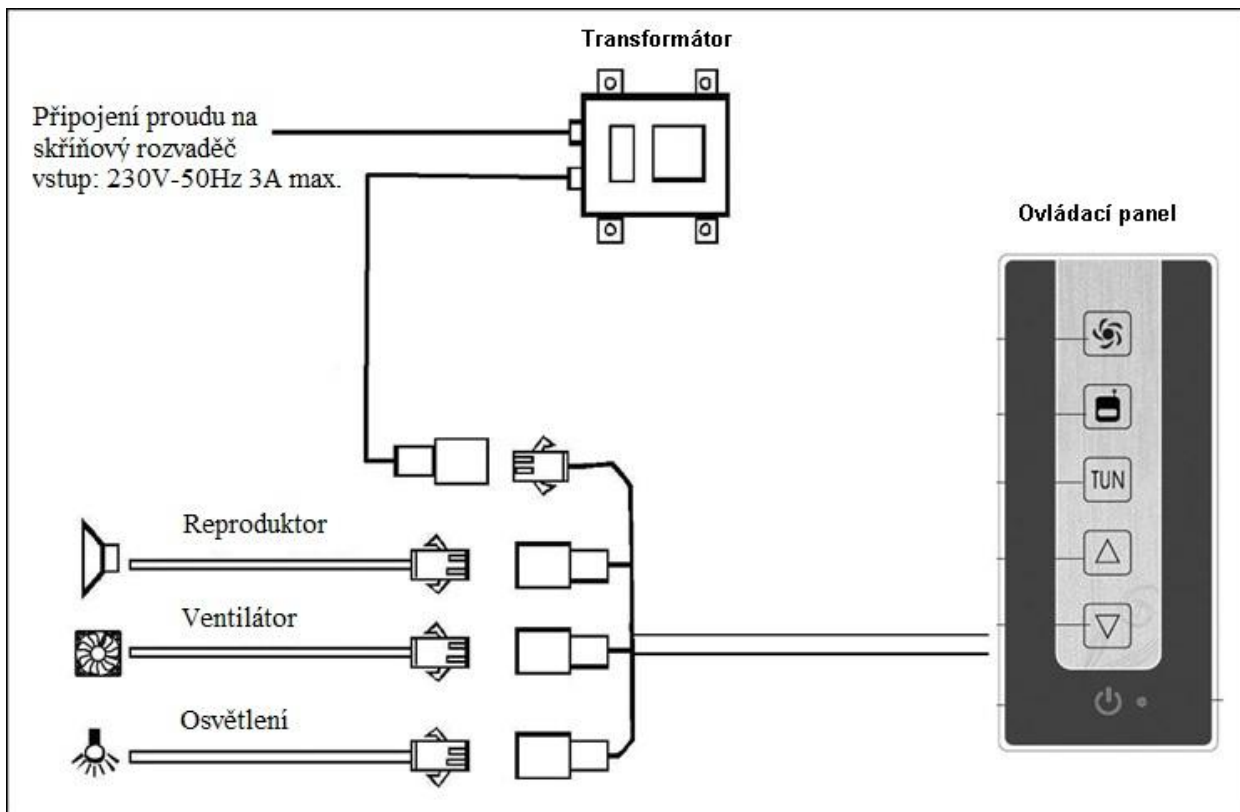 Transformátor
Připojení proudu na
skříňový rozvaděč
vstup: 230V-50Hz 3A max.
Ovládací panel
TUN
Reproduktor
Ventilátor
Osvětlení